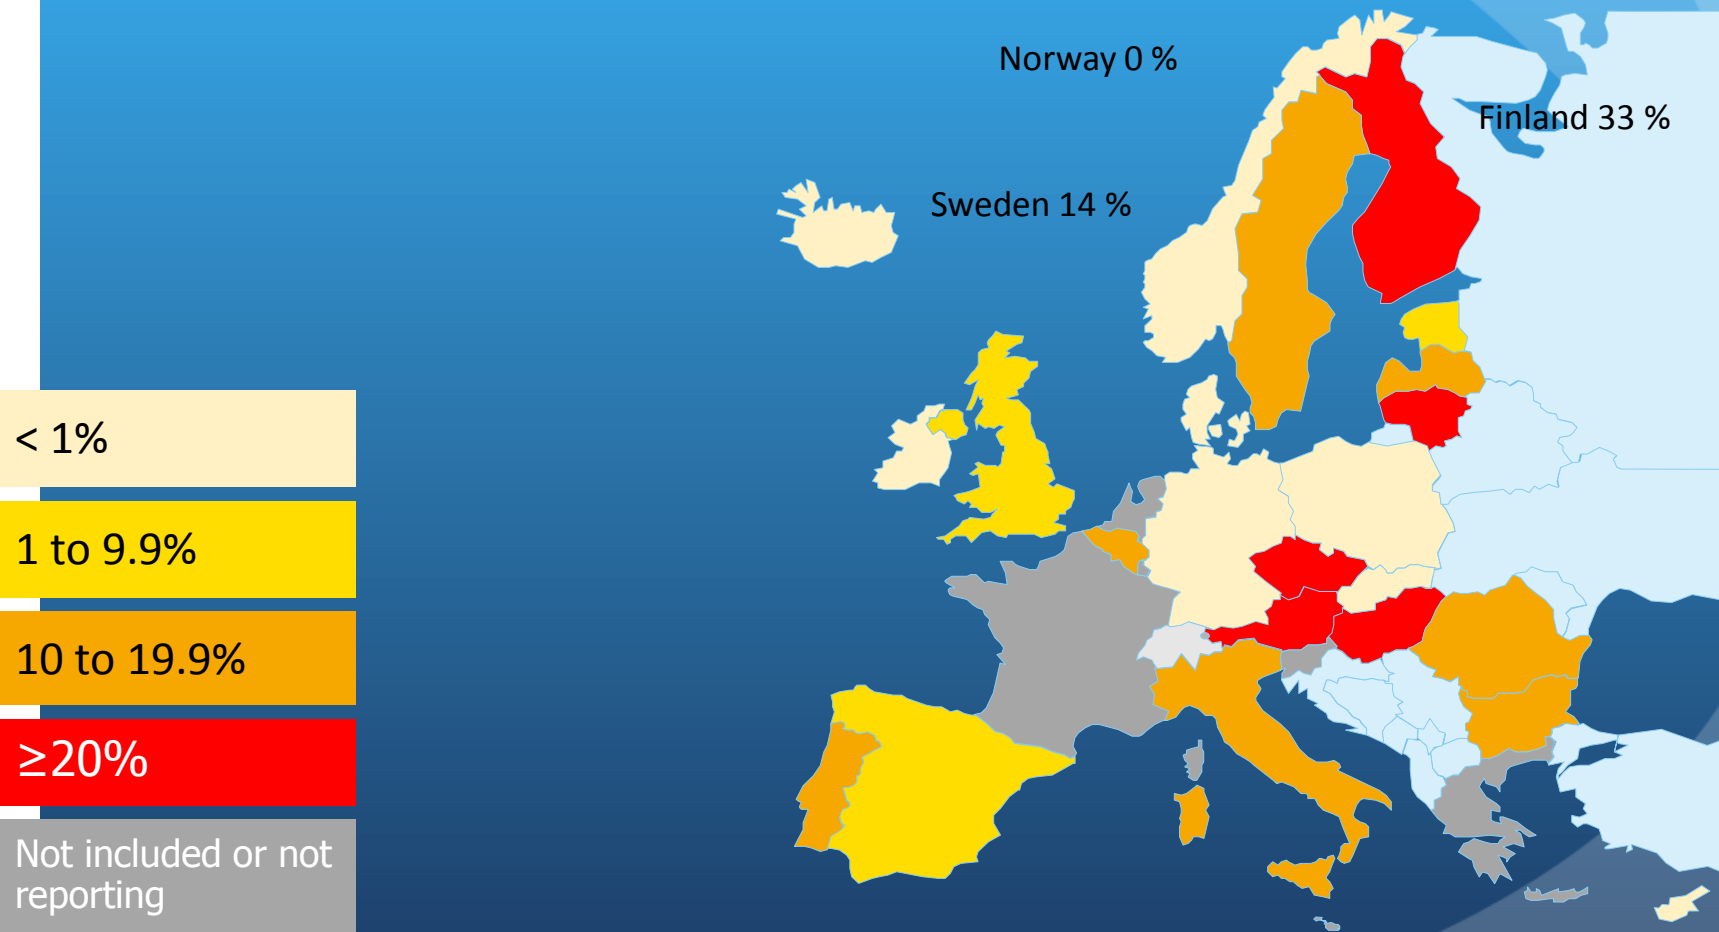 Norway 0 %
Finland 33 %
Sweden 14 %
< 1%
1 to 9.9%
10 to 19.9%
≥20%
Not included or not
reporting